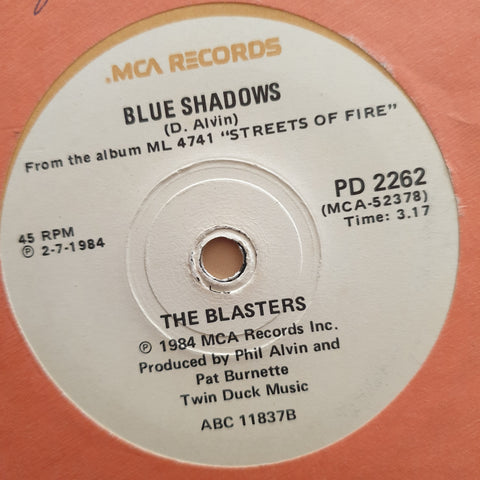 MCA RECORDS
BLUE SHADOWS
(D. Alvin)
From the album ML 4741 "STREETS OF FIRE"
PD 2262
(MCA-52378)
Time: 3.17
45 RPM
℗ 2-7-1984
THE BLASTERS
℗ 1984 MCA Records Inc.
Produced by Phil Alvin and
Pat Burnette
Twin Duck Music
ABC 11837B